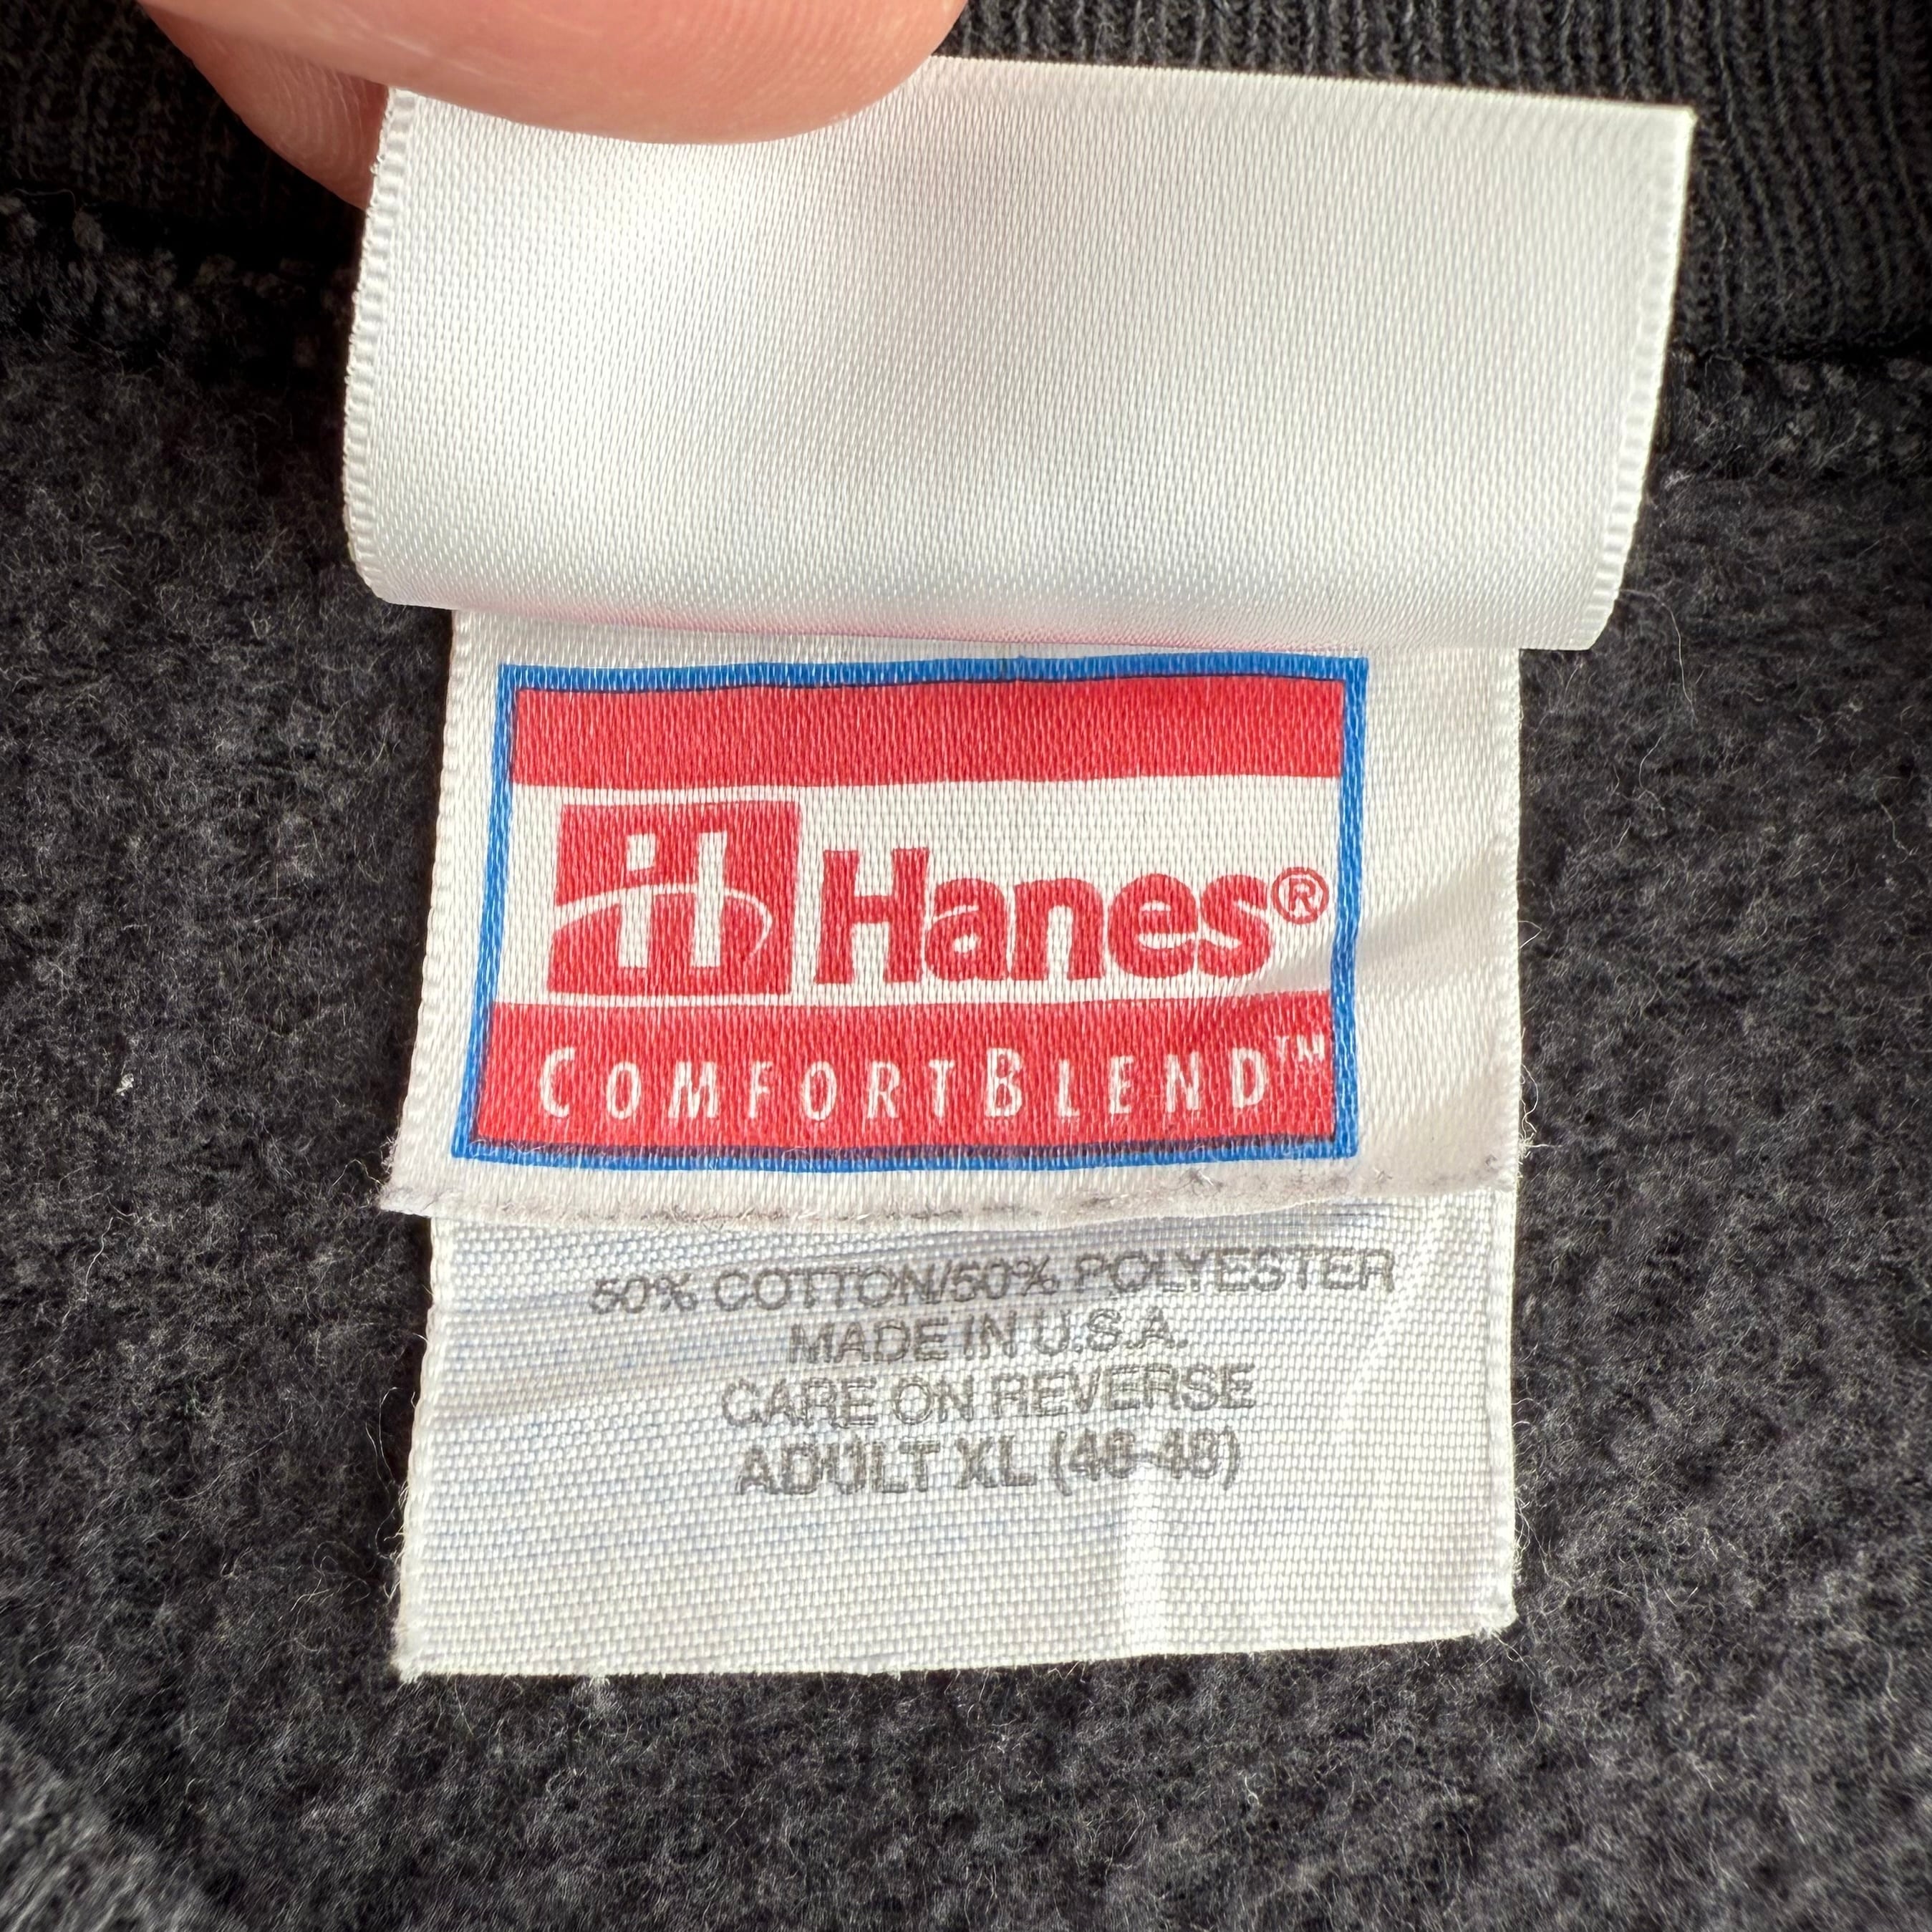 Hanes®
COMFORTBLEND™
50% COTTON/50% POLYESTER
MADE IN U.S.A.
CARE ON REVERSE
ADULT XL (46-48)